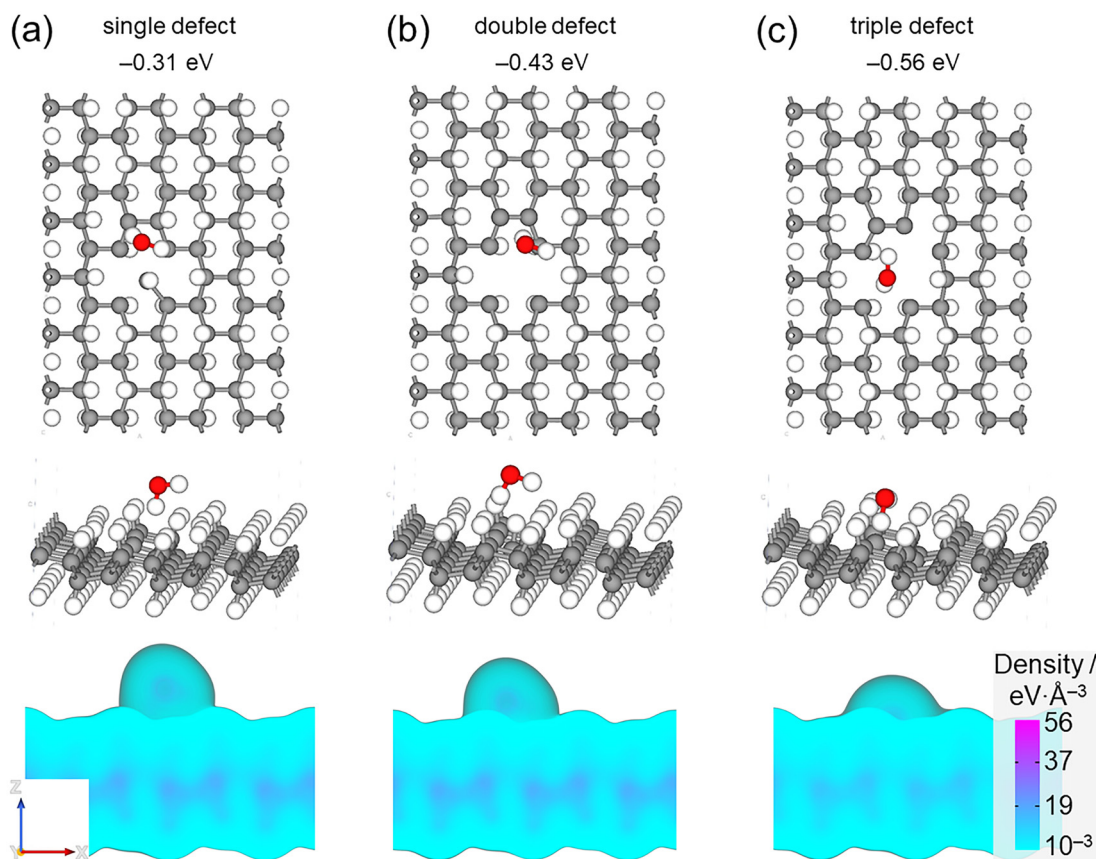 (a) single defect
–0.31 eV
(b) double defect
–0.43 eV
(c) triple defect
–0.56 eV
Density /
eV·Å⁻³
56
37
19
10⁻³
Z
Y
X